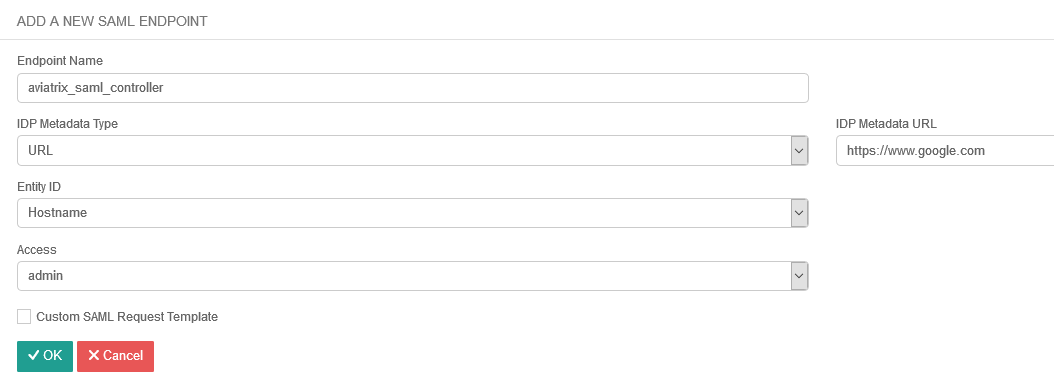 ADD A NEW SAML ENDPOINT
Endpoint Name
aviatrix_saml_controller
IDP Metadata Type
IDP Metadata URL
URL
https://www.google.com
Entity ID
Hostname
Access
admin
Custom SAML Request Template
OK
Cancel